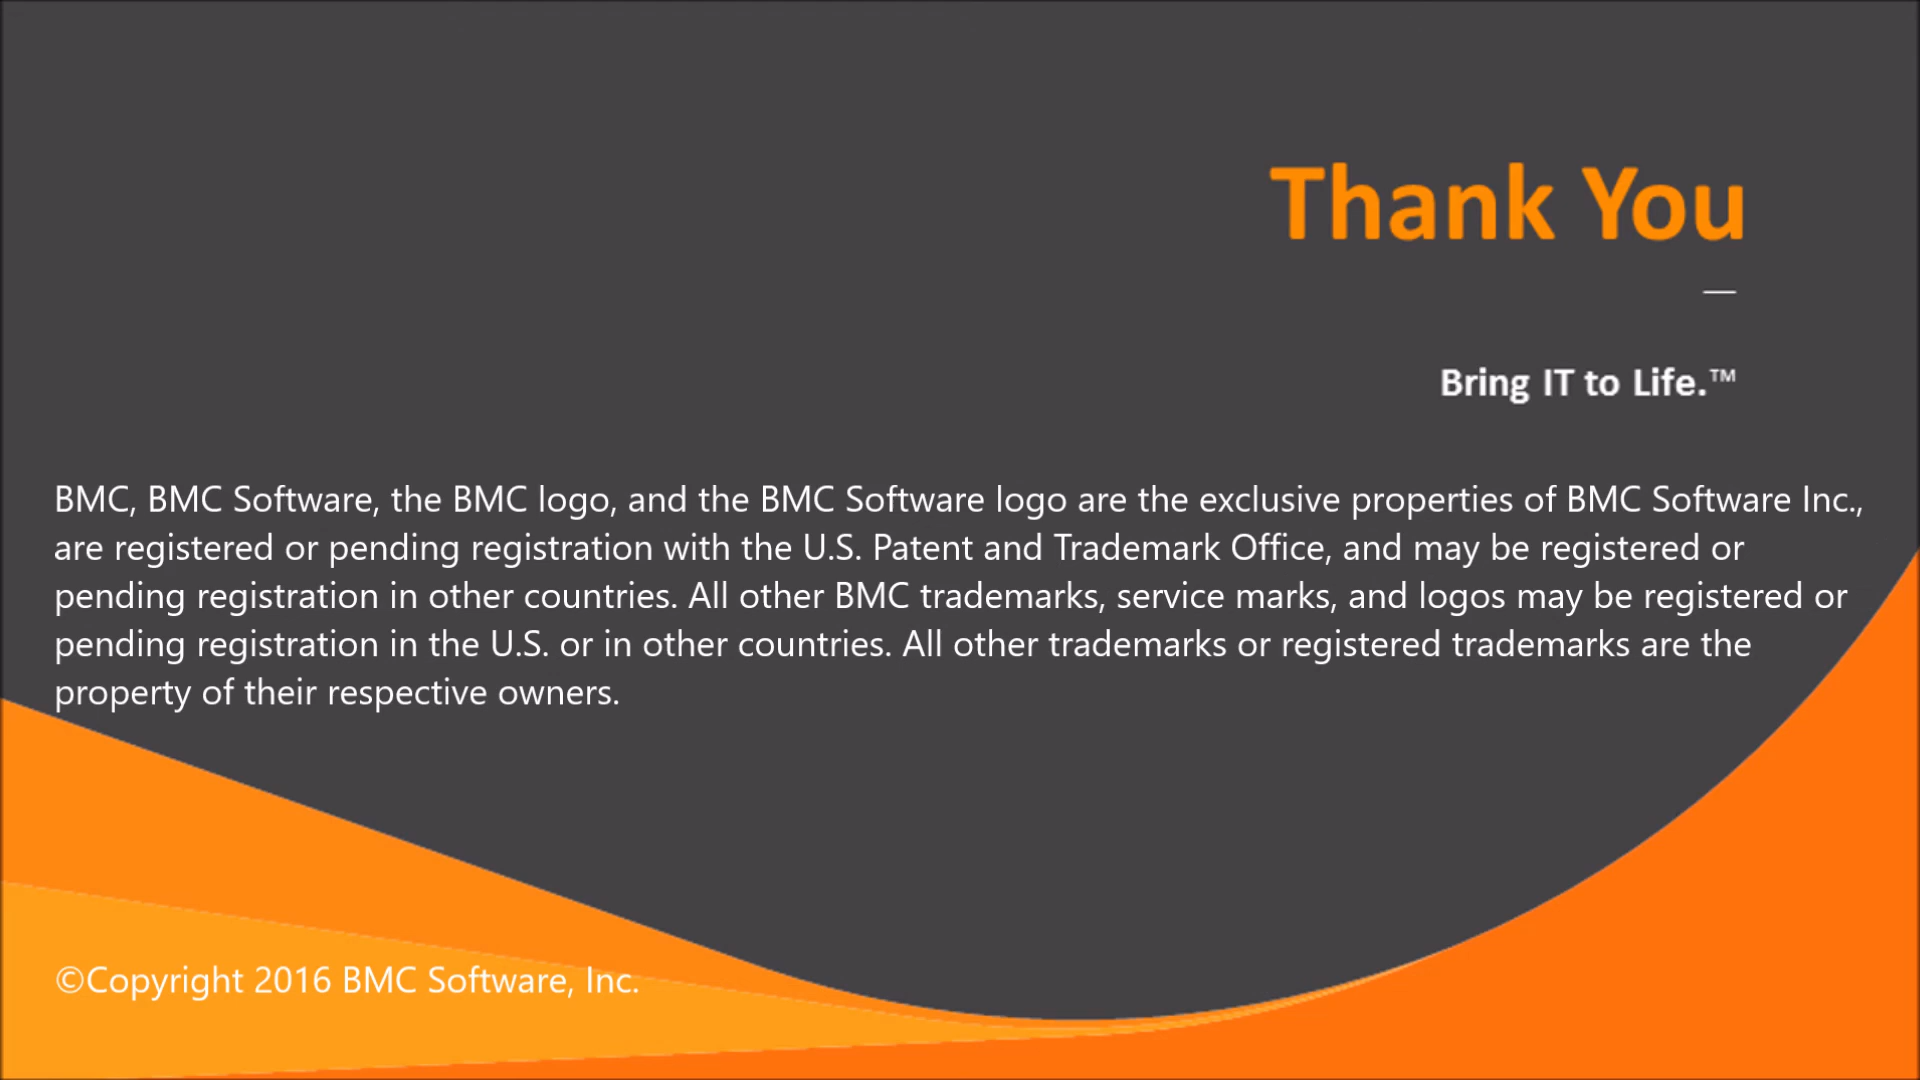 Thank You
—
Bring IT to Life.™
BMC, BMC Software, the BMC logo, and the BMC Software logo are the exclusive properties of BMC Software Inc.,
are registered or pending registration with the U.S. Patent and Trademark Office, and may be registered or
pending registration in other countries. All other BMC trademarks, service marks, and logos may be registered or
pending registration in the U.S. or in other countries. All other trademarks or registered trademarks are the
property of their respective owners.
©Copyright 2016 BMC Software, Inc.